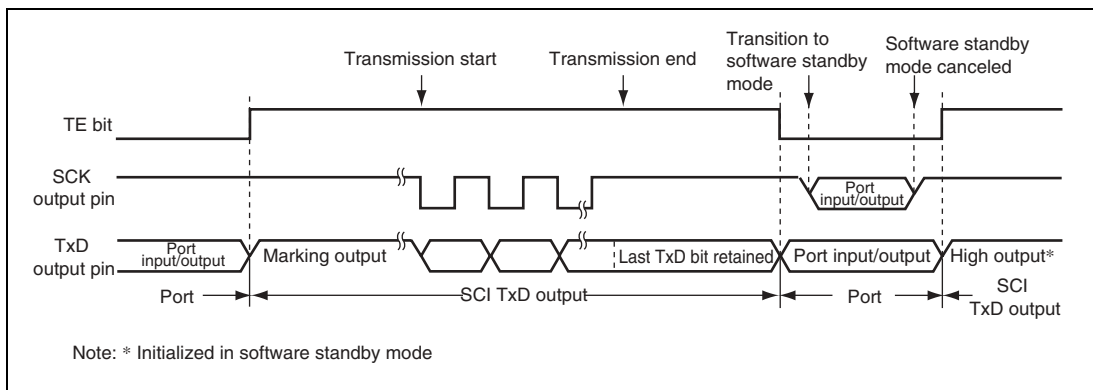 Transmission start
Transmission end
Transition to
software standby
mode
Software standby
mode canceled
TE bit
SCK
output pin
Port
input/output
TxD
output pin
Port
input/output
Marking output
Last TxD bit retained
Port input/output
High output*
Port
SCI TxD output
Port
SCI
TxD output
Note: * Initialized in software standby mode